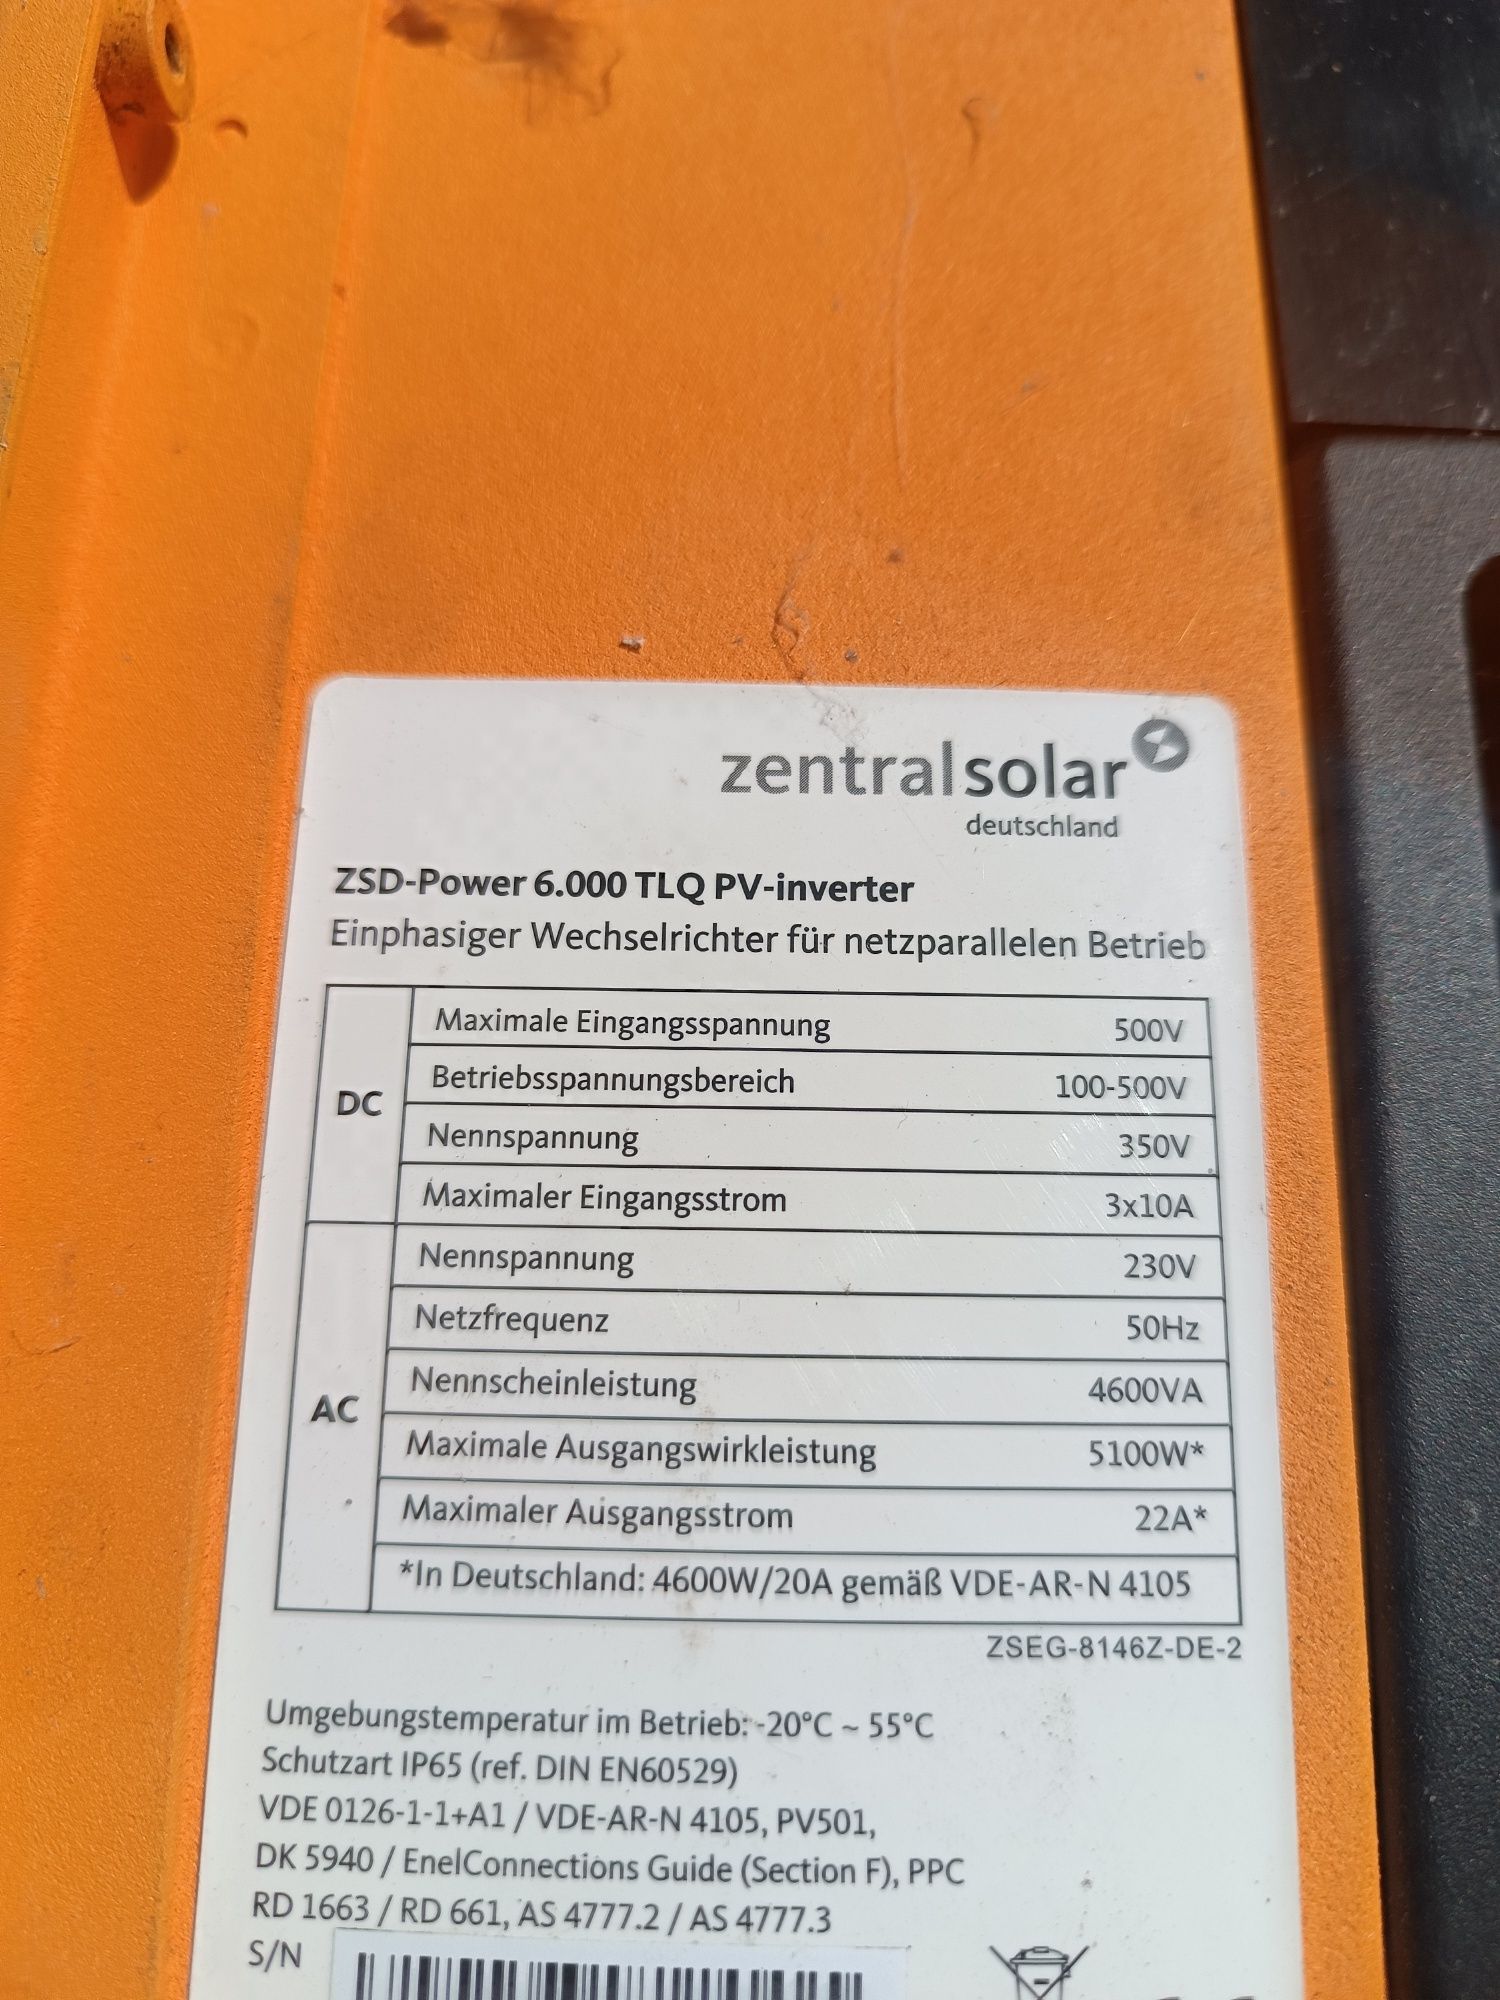 zentralsolar
deutschland
ZSD-Power 6.000 TLQ PV-inverter
Einphasiger Wechselrichter für netzparallelen Betrieb
DC
Maximale Eingangsspannung 500V
Betriebsspannungsbereich 100-500V
Nennspannung 350V
Maximaler Eingangsstrom 3x10A
AC
Nennspannung 230V
Netzfrequenz 50Hz
Nennscheinleistung 4600VA
Maximale Ausgangswirkleistung 5100W*
Maximaler Ausgangsstrom 22A*
*In Deutschland: 4600W/20A gemäß VDE-AR-N 4105
ZSEG-8146Z-DE-2
Umgebungstemperatur im Betrieb: -20°C ~ 55°C
Schutzart IP65 (ref. DIN EN60529)
VDE 0126-1-1+A1 / VDE-AR-N 4105, PV501,
DK 5940 / EnelConnections Guide (Section F), PPC
RD 1663 / RD 661, AS 4777.2 / AS 4777.3
S/N